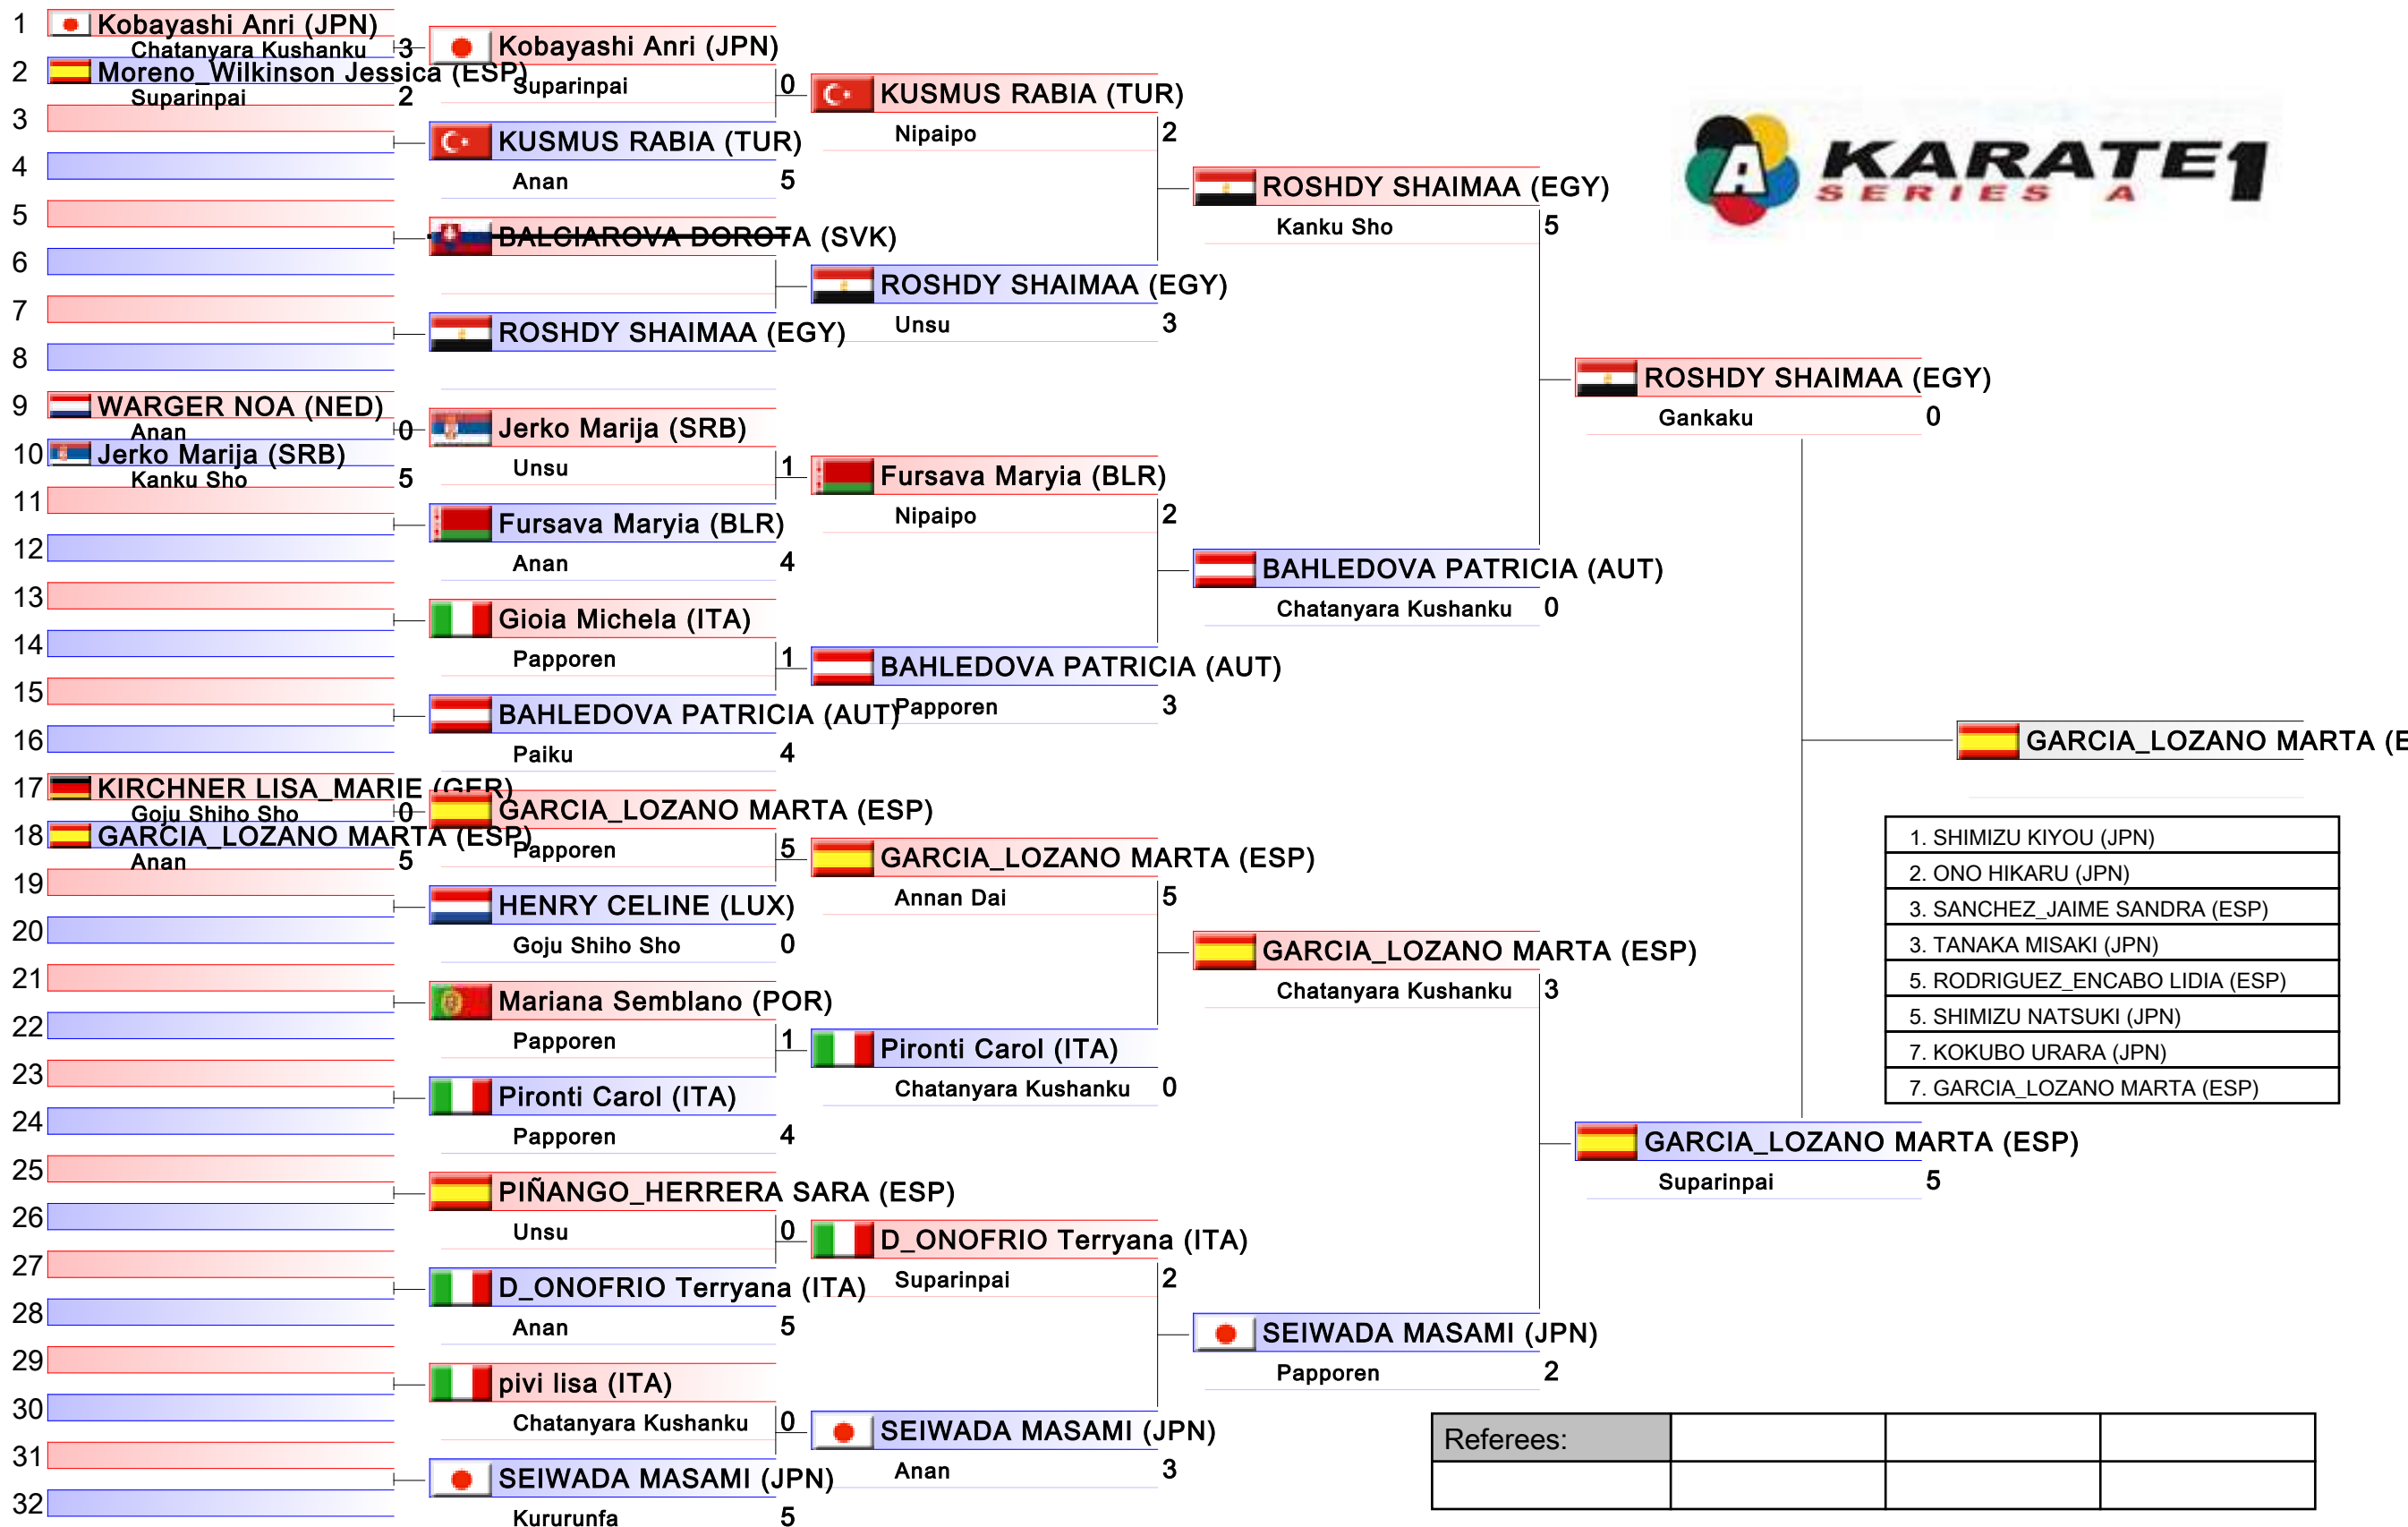 1 Kobayashi Anri (JPN)
Chatanyara Kushanku 3
2 Moreno_Wilkinson Jessica (ESP)
Suparinpai 2
3
4
5
6
7
8
9 WARGER NOA (NED)
Anan 0
10 Jerko Marija (SRB)
Kanku Sho 5
11
12
13
14
15
16
17 KIRCHNER LISA_MARIE (GER)
Goju Shiho Sho 0
18 GARCIA_LOZANO MARTA (ESP)
Anan 5
19
20
21
22
23
24
25
26
27
28
29
30
31
32
Kobayashi Anri (JPN)
Suparinpai 0
KUSMUS RABIA (TUR)
Anan 5
BALCIAROVA DOROTA (SVK)
ROSHDY SHAIMAA (EGY)
Jerko Marija (SRB)
Unsu 1
Fursava Maryia (BLR)
Anan 4
Gioia Michela (ITA)
Papporen 1
BAHLEDOVA PATRICIA (AUT)
Paiku 4
GARCIA_LOZANO MARTA (ESP)
Papporen 5
HENRY CELINE (LUX)
Goju Shiho Sho 0
Mariana Semblano (POR)
Papporen 1
Pironti Carol (ITA)
Papporen 4
PIÑANGO_HERRERA SARA (ESP)
Unsu 0
D_ONOFRIO Terryana (ITA)
Anan 5
pivi lisa (ITA)
Chatanyara Kushanku 0
SEIWADA MASAMI (JPN)
Kururunfa 5
KUSMUS RABIA (TUR)
Nipaipo 2
ROSHDY SHAIMAA (EGY)
Unsu 3
Fursava Maryia (BLR)
Nipaipo 2
BAHLEDOVA PATRICIA (AUT)
Papporen 3
GARCIA_LOZANO MARTA (ESP)
Annan Dai 5
Pironti Carol (ITA)
Chatanyara Kushanku 0
D_ONOFRIO Terryana (ITA)
Suparinpai 2
SEIWADA MASAMI (JPN)
Anan 3
ROSHDY SHAIMAA (EGY)
Kanku Sho 5
BAHLEDOVA PATRICIA (AUT)
Chatanyara Kushanku 0
GARCIA_LOZANO MARTA (ESP)
Chatanyara Kushanku 3
SEIWADA MASAMI (JPN)
Papporen 2
ROSHDY SHAIMAA (EGY)
Gankaku 0
GARCIA_LOZANO MARTA (ESP)
Suparinpai 5
GARCIA_LOZANO MARTA (E
A KARATE1
SERIES A
1. SHIMIZU KIYOU (JPN)
2. ONO HIKARU (JPN)
3. SANCHEZ_JAIME SANDRA (ESP)
3. TANAKA MISAKI (JPN)
5. RODRIGUEZ_ENCABO LIDIA (ESP)
5. SHIMIZU NATSUKI (JPN)
7. KOKUBO URARA (JPN)
7. GARCIA_LOZANO MARTA (ESP)
Referees: